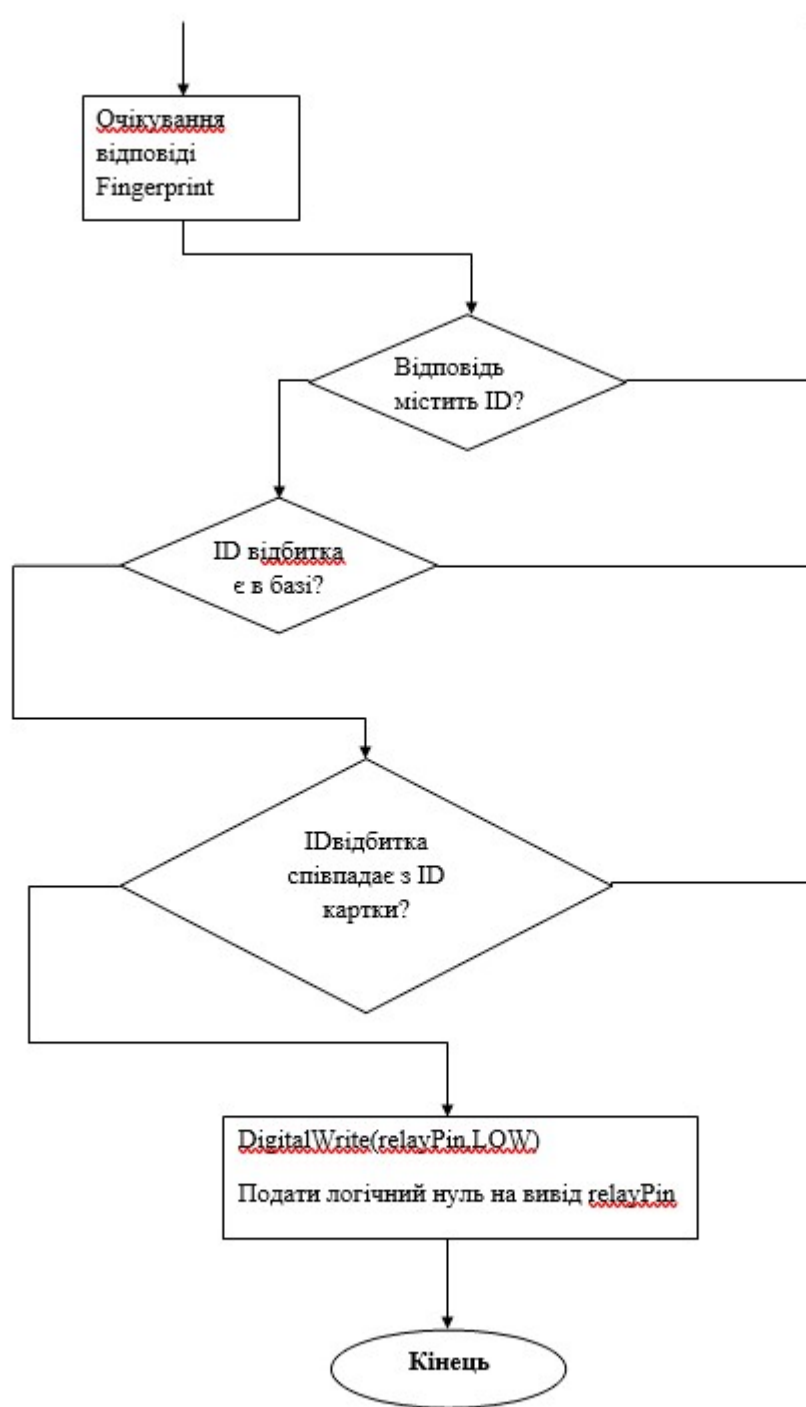 Очікування
відповіді
Fingerprint
Відповідь
містить ID?
ID відбитка
є в базі?
IDвідбитка
співпадає з ID
картки?
DigitalWrite(relayPin,LOW)
Подати логічний нуль на вивід relayPin
Кінець